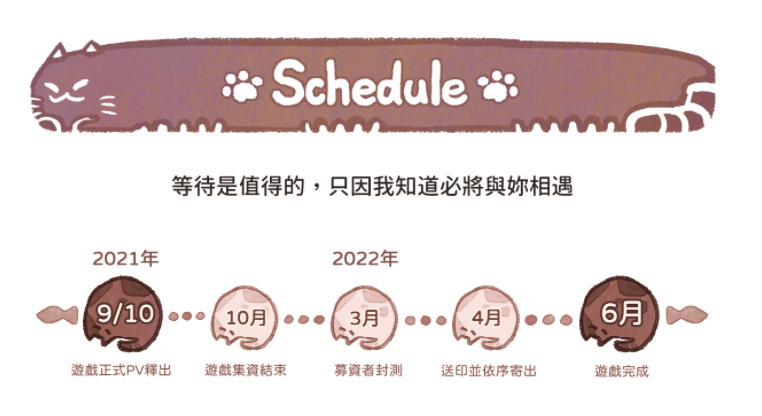 Schedule
等待是值得的，只因我知道必將與妳相遇
2021年 2022年
9/10 10月 3月 4月 6月
遊戲正式PV釋出 遊戲集資結束 募資者封測 送印並依序寄出 遊戲完成